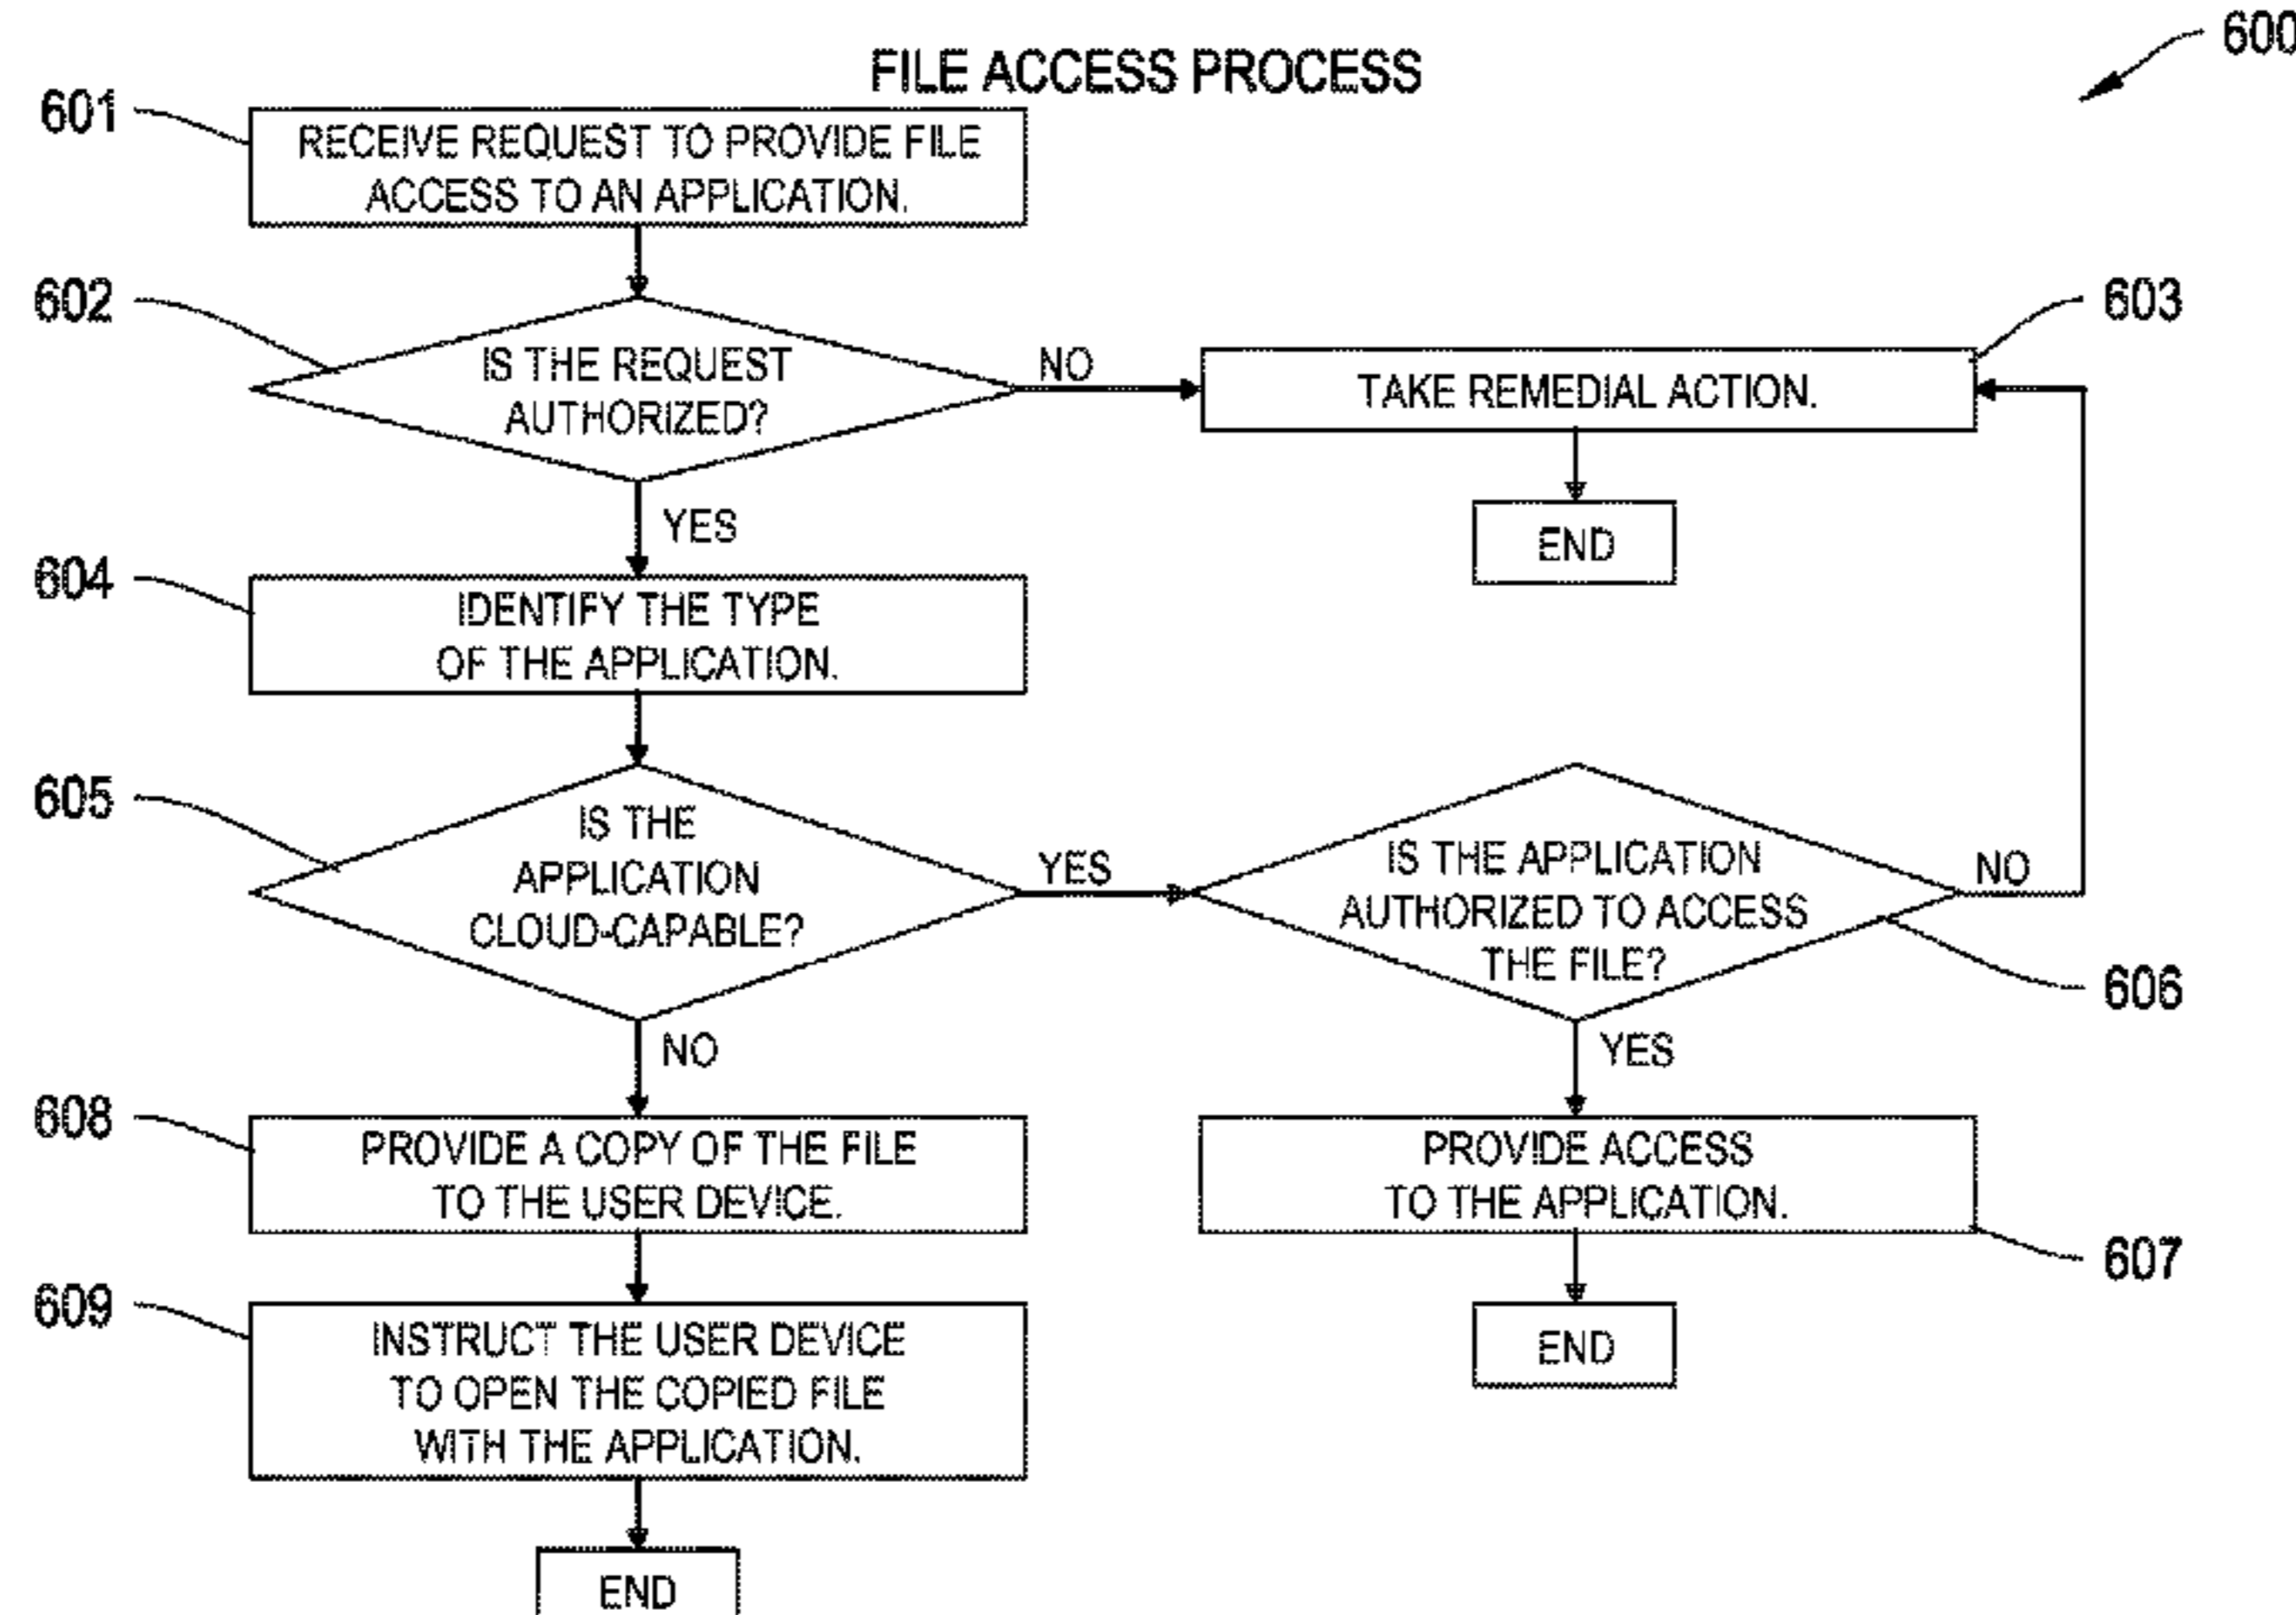 600
FILE ACCESS PROCESS
601
RECEIVE REQUEST TO PROVIDE FILE
ACCESS TO AN APPLICATION.
602
IS THE REQUEST
AUTHORIZED?
NO
603
TAKE REMEDIAL ACTION.
END
YES
604
IDENTIFY THE TYPE
OF THE APPLICATION.
605
IS THE
APPLICATION
CLOUD-CAPABLE?
YES
IS THE APPLICATION
AUTHORIZED TO ACCESS
THE FILE?
NO
606
NO
YES
608
PROVIDE A COPY OF THE FILE
TO THE USER DEVICE.
PROVIDE ACCESS
TO THE APPLICATION.
607
609
INSTRUCT THE USER DEVICE
TO OPEN THE COPIED FILE
WITH THE APPLICATION.
END
END